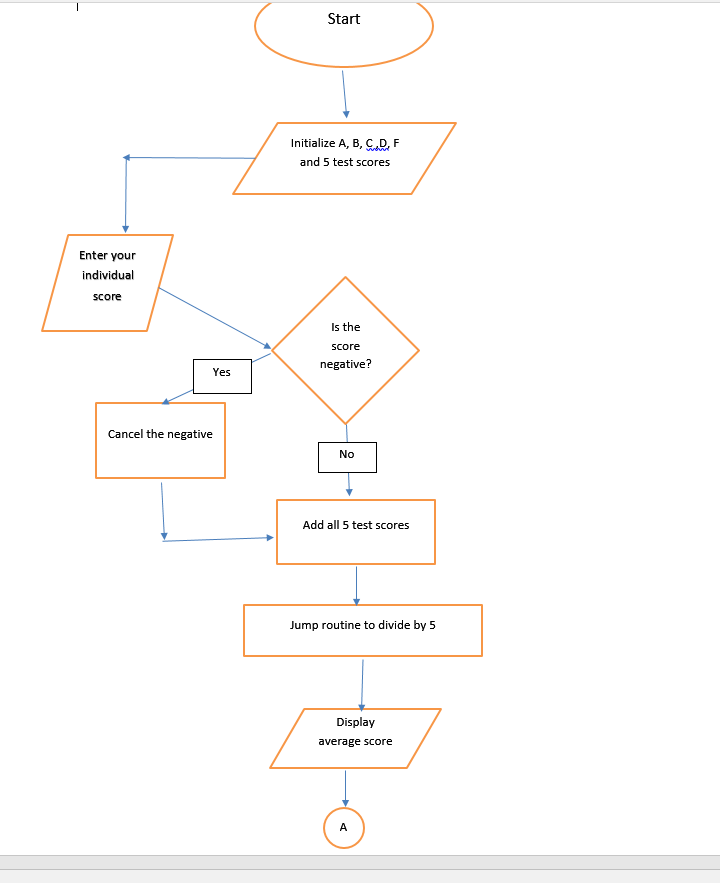 Start
Initialize A, B, C ,D, F
and 5 test scores
Enter your
individual
score
Is the
score
negative?
Yes
Cancel the negative
No
Add all 5 test scores
Jump routine to divide by 5
Display
average score
A